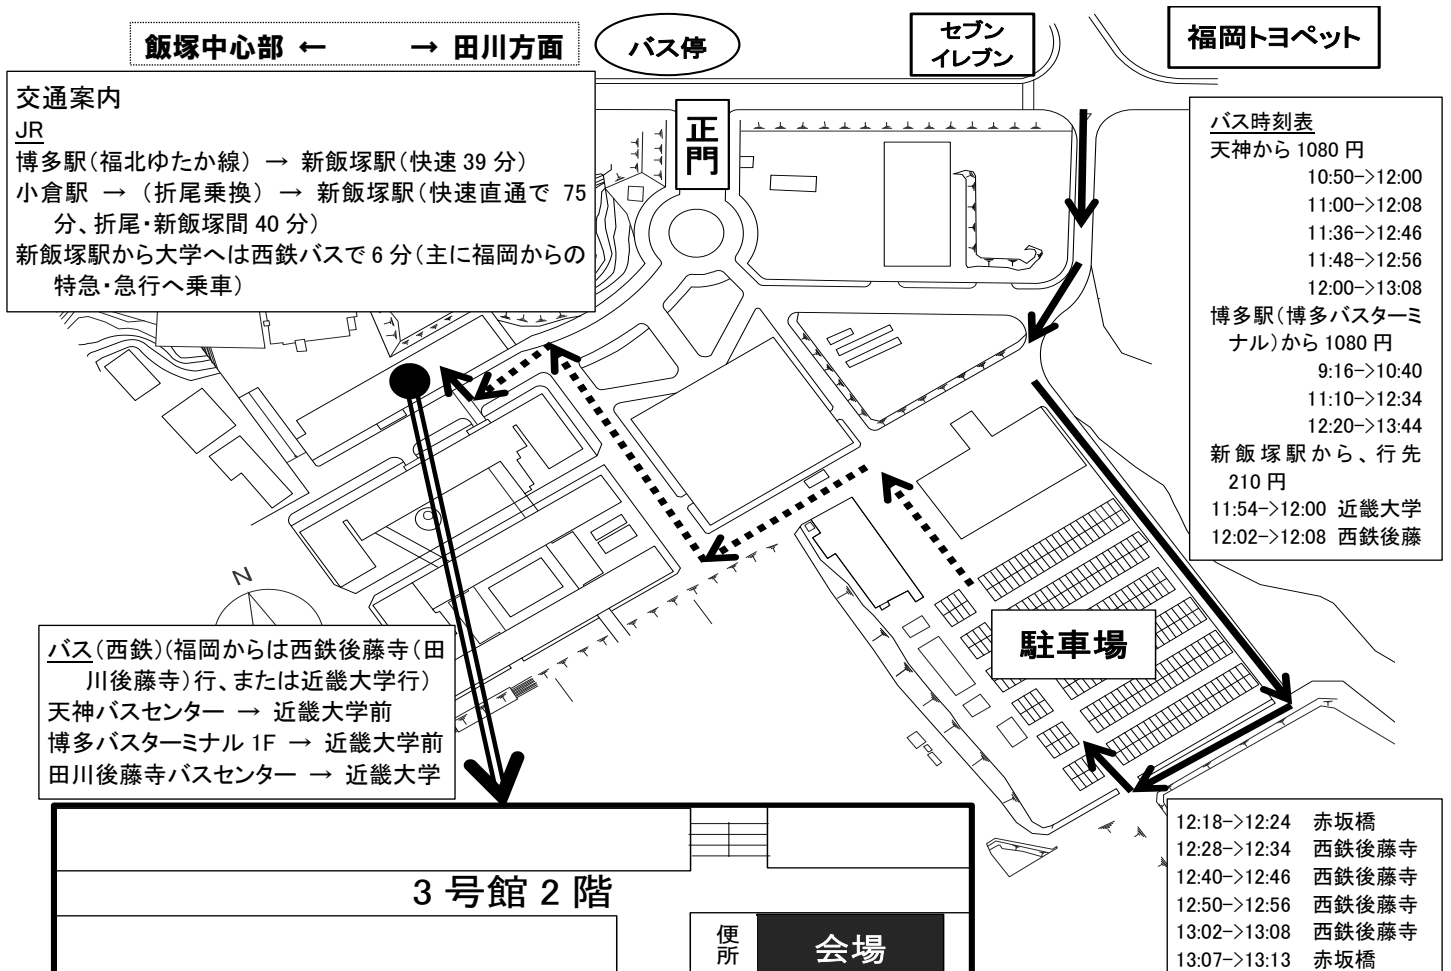 飯塚中心部 ← → 田川方面
バス停
セブン
イレブン
福岡トヨペット
交通案内
JR
博多駅(福北ゆたか線) → 新飯塚駅(快速 39 分)
小倉駅 → (折尾乗換) → 新飯塚駅(快速直通で 75
分、折尾・新飯塚間 40 分)
新飯塚駅から大学へは西鉄バスで 6 分(主に福岡からの
特急・急行へ乗車)
正門
バス時刻表
天神から 1080 円
10:50->12:00
11:00->12:08
11:36->12:46
11:48->12:56
12:00->13:08
博多駅(博多バスターミ
ナル)から 1080 円
9:16->10:40
11:10->12:34
12:20->13:44
新飯塚駅から、行先
210 円
11:54->12:00 近畿大学
12:02->12:08 西鉄後藤
N
駐車場
バス(西鉄)(福岡からは西鉄後藤寺(田
川後藤寺)行、または近畿大学行)
天神バスセンター → 近畿大学前
博多バスターミナル 1F → 近畿大学前
田川後藤寺バスセンター → 近畿大学
12:18->12:24 赤坂橋
12:28->12:34 西鉄後藤寺
12:40->12:46 西鉄後藤寺
12:50->12:56 西鉄後藤寺
13:02->13:08 西鉄後藤寺
13:07->13:13 赤坂橋
3 号館 2 階
便所
会場